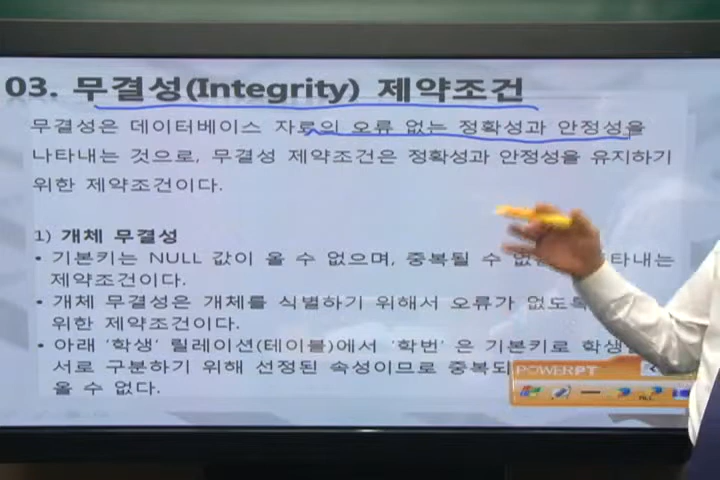 03. 무결성(Integrity) 제약조건
무결성은 데이터베이스 자료의 오류 없는 정확성과 안정성을
나타내는 것으로, 무결성 제약조건은 정확성과 안정성을 유지하기
위한 제약조건이다.
1) 개체 무결성
• 기본키는 NULL 값이 올 수 없으며, 중복될 수 타내는
제약조건이다.
• 개체 무결성은 개체를 식별하기 위해서 오류가 없도록
위한 제약조건이다.
• 아래 '학생' 릴레이션(테이블)에서 '학번' 은 기본키로 학생
서로 구분하기 위해 선정된 속성이므로 중복되
올 수 없다.
POWERPT
ALL